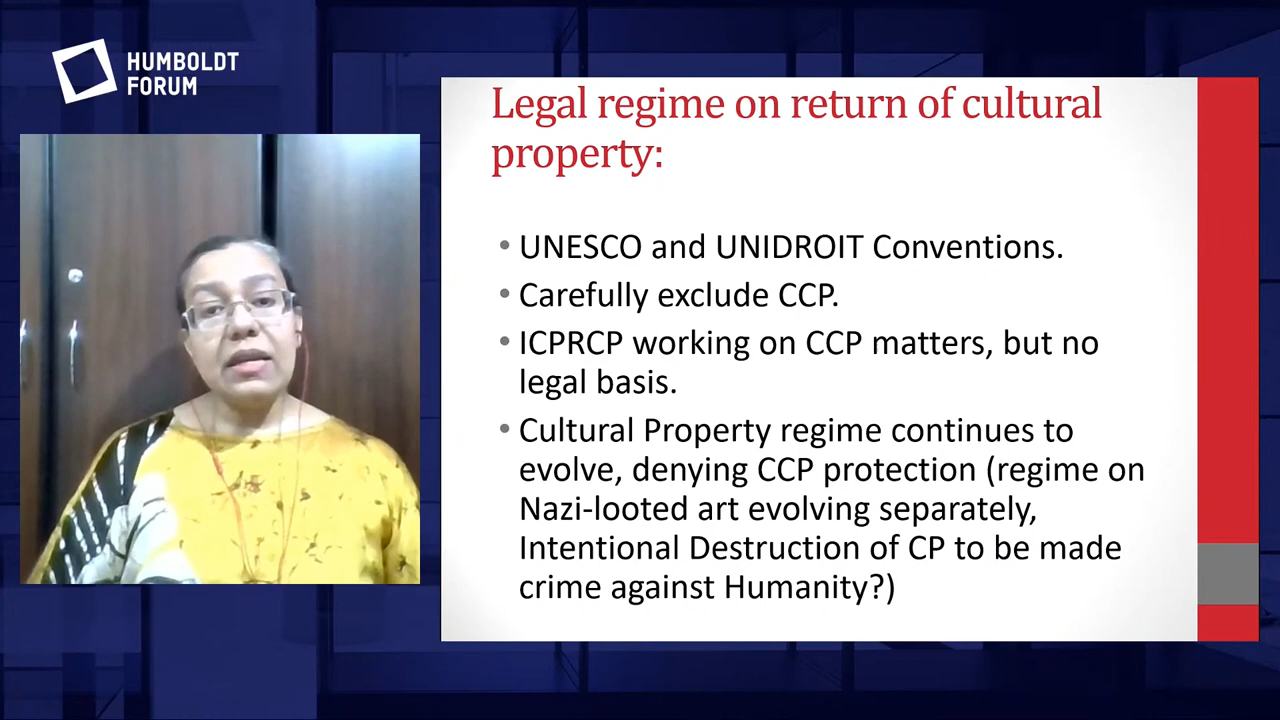 HUMBOLDT
FORUM
Legal regime on return of cultural
property:
• UNESCO and UNIDROIT Conventions.
• Carefully exclude CCP.
• ICPRCP working on CCP matters, but no
legal basis.
• Cultural Property regime continues to
evolve, denying CCP protection (regime on
Nazi-looted art evolving separately,
Intentional Destruction of CP to be made
crime against Humanity?)